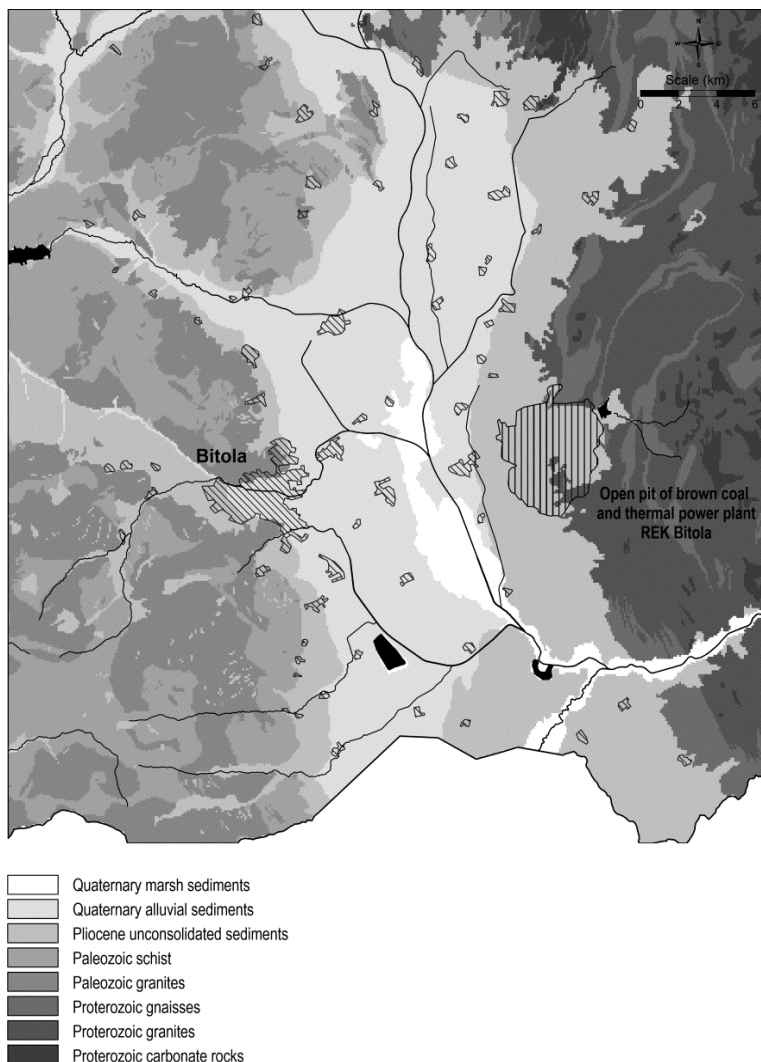 N
W E
S
Scale (km)
0 2 4 6
Bitola
Open pit of brown coal
and thermal power plant
REK Bitola
Quaternary marsh sediments
Quaternary alluvial sediments
Pliocene unconsolidated sediments
Paleozoic schist
Paleozoic granites
Proterozoic gnaisses
Proterozoic granites
Proterozoic carbonate rocks